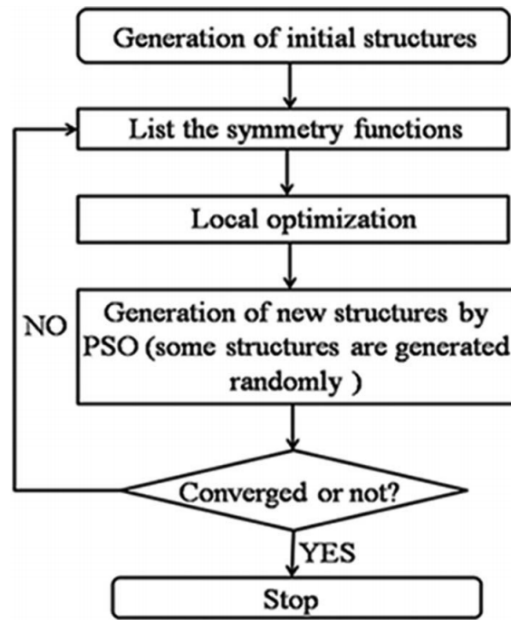 Generation of initial structures
List the symmetry functions
Local optimization
Generation of new structures by
PSO (some structures are generated
randomly )
NO
Converged or not?
YES
Stop